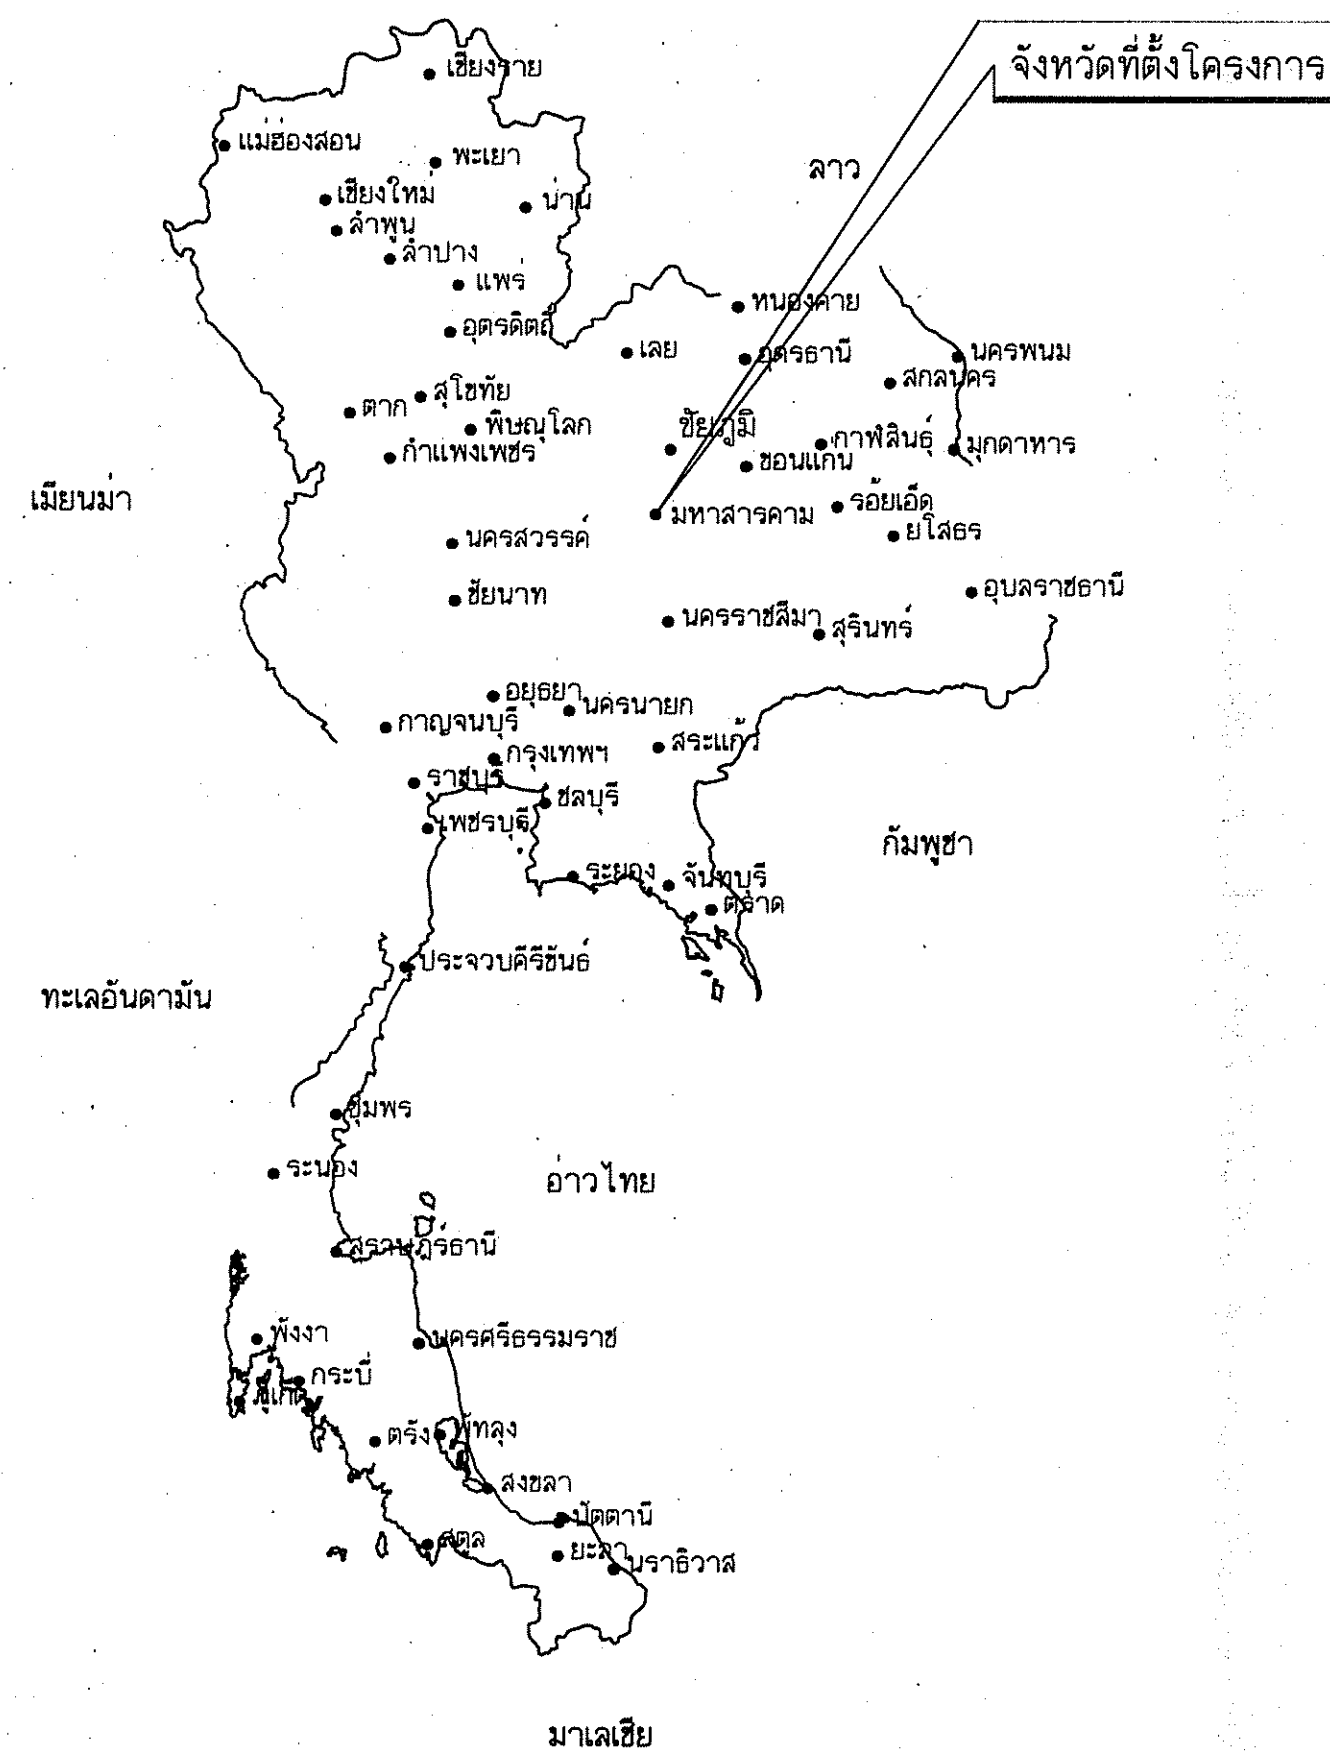 เชียงราย
จังหวัดที่ตั้งโครงการ
แม่ฮ่องสอน
พะเยา
ลาว
เชียงใหม่
น่าน
ลำพูน
ลำปาง
แพร่
หนองคาย
อุตรดิตถ์
เลย
อุดรธานี
นครพนม
สกลนคร
สุโขทัย
ตาก
พิษณุโลก
ชัยภูมิ
กาฬสินธุ์
มุกดาหาร
กำแพงเพชร
ขอนแก่น
เมียนม่า
ร้อยเอ็ด
มหาสารคาม
ยโสธร
นครสวรรค์
ชัยนาท
อุบลราชธานี
นครราชสีมา
สุรินทร์
อยุธยา
นครนายก
กาญจนบุรี
สระแก้ว
กรุงเทพฯ
ราชบุรี
ชลบุรี
เพชรบุรี
กัมพูชา
ระยอง
จันทบุรี
ตราด
ประจวบคีรีขันธ์
ทะเลอันดามัน
ชุมพร
ระนอง
อ่าวไทย
สุราษฎร์ธานี
พังงา
นครศรีธรรมราช
กระบี่
ภูเก็ต
ตรัง
พัทลุง
สงขลา
ปัตตานี
สตูล
ยะลา
นราธิวาส
มาเลเซีย